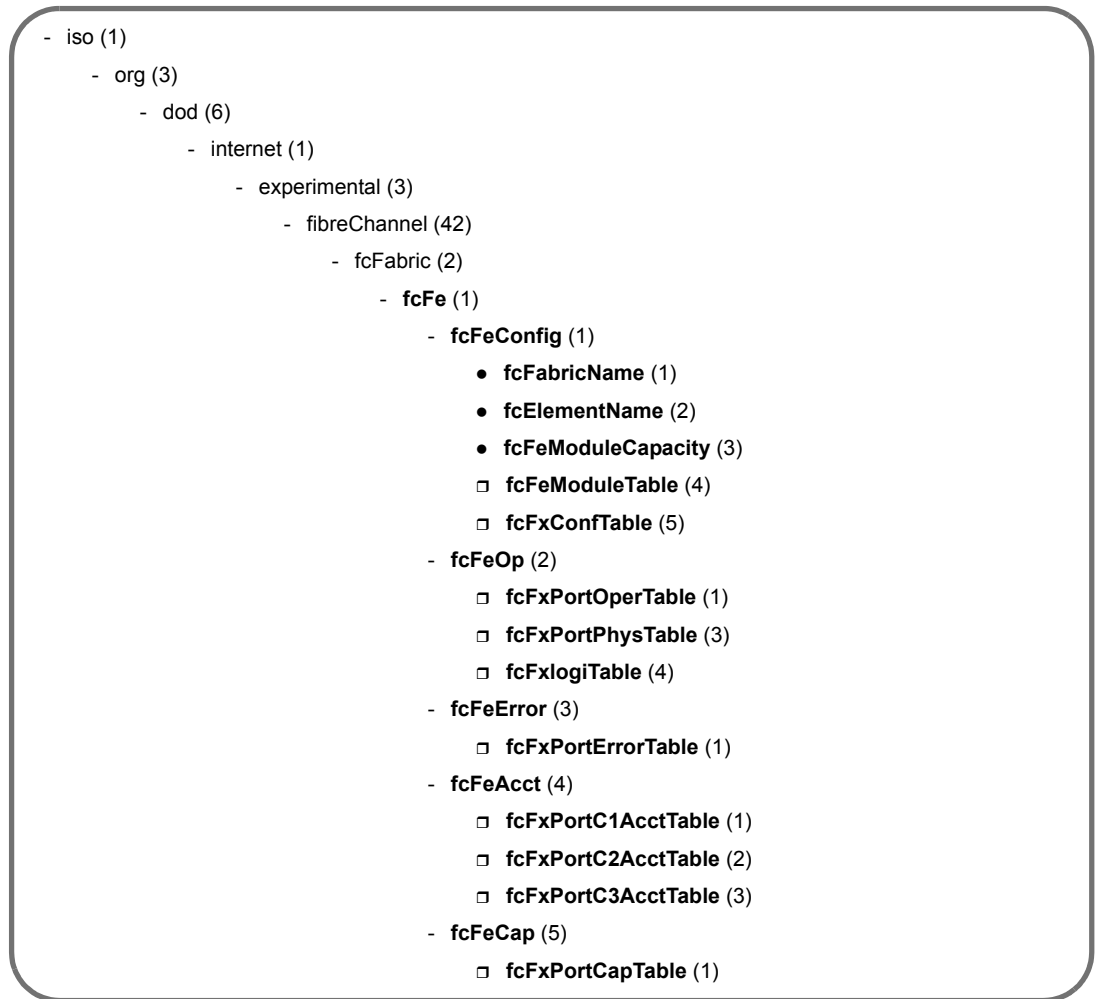 - iso (1)
- org (3)
- dod (6)
- internet (1)
- experimental (3)
- fibreChannel (42)
- fcFabric (2)
- fcFe (1)
- fcFeConfig (1)
● fcFabricName (1)
● fcElementName (2)
● fcFeModuleCapacity (3)
❒ fcFeModuleTable (4)
❒ fcFxConfTable (5)
- fcFeOp (2)
❒ fcFxPortOperTable (1)
❒ fcFxPortPhysTable (3)
❒ fcFxlogiTable (4)
- fcFeError (3)
❒ fcFxPortErrorTable (1)
- fcFeAcct (4)
❒ fcFxPortC1AcctTable (1)
❒ fcFxPortC2AcctTable (2)
❒ fcFxPortC3AcctTable (3)
- fcFeCap (5)
❒ fcFxPortCapTable (1)